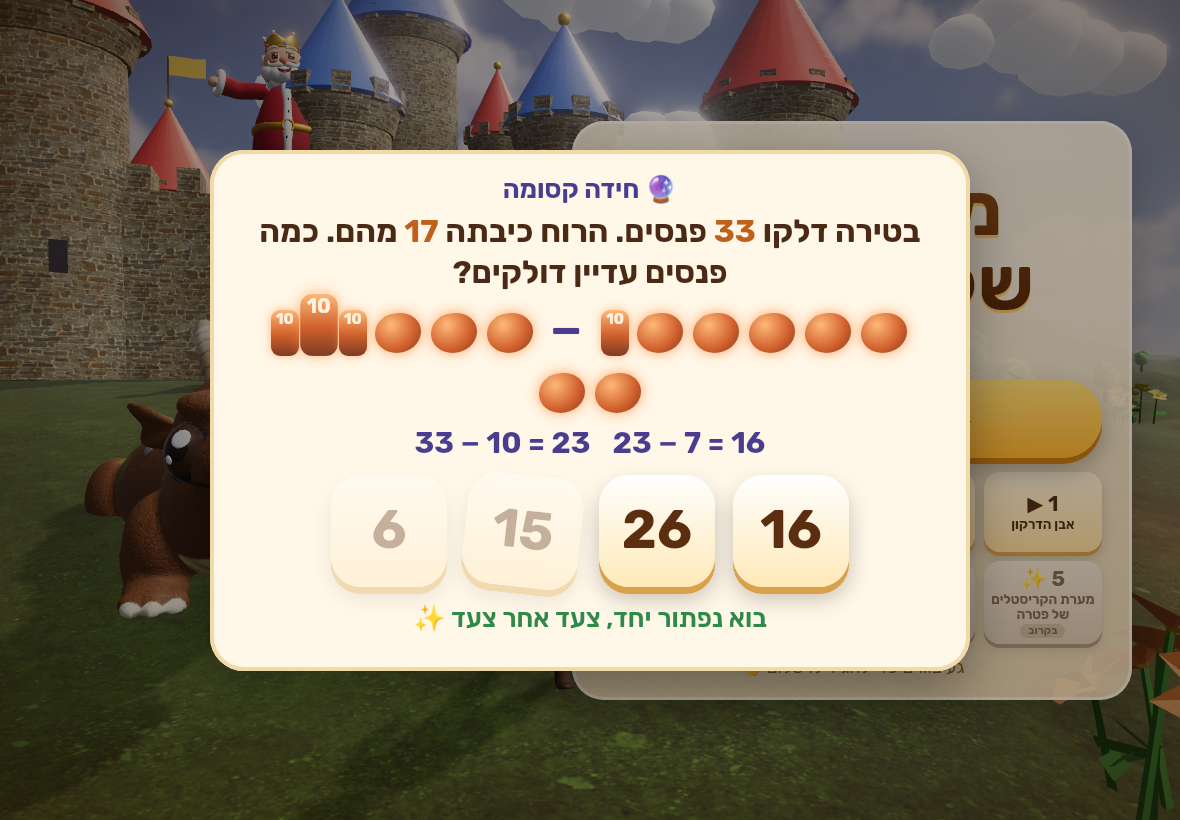 חידה קסומה 🔮
בטירה דלקו 33 פנסים. הרוח כיבתה 17 מהם. כמה
פנסים עדיין דולקים?
10 10 10 − 10
33 − 10 = 23 23 − 7 = 16
6 15 26 16
בוא נפתור יחד, צעד אחר צעד ✨
1 ▶
אבן הדרקון
5 ✨
מערת הקריסטלים
של פטרה
בקרוב